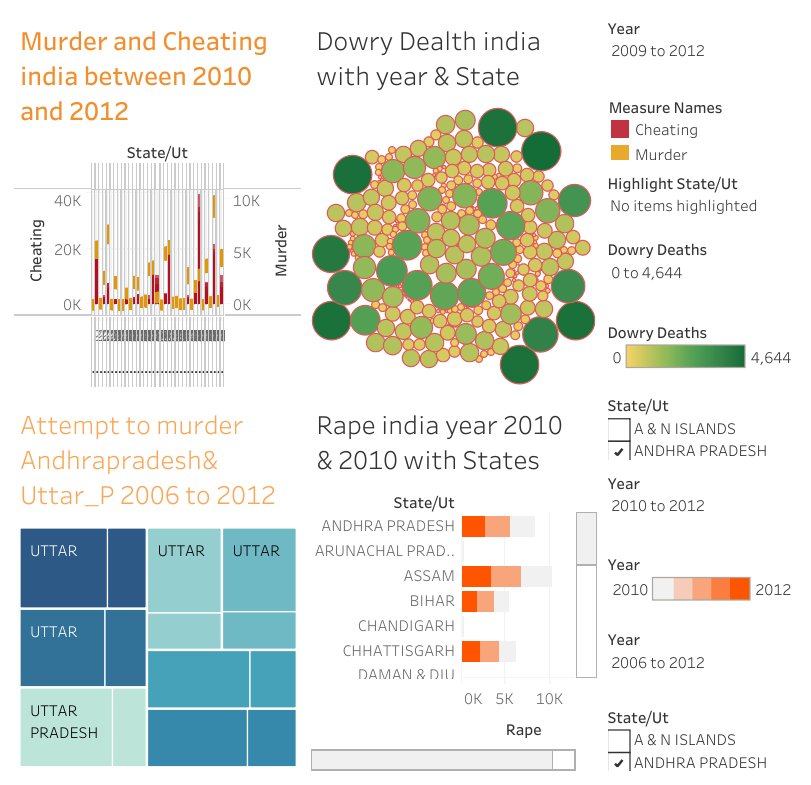 Murder and Cheating
india between 2010
and 2012
State/Ut
40K
20K
0K
Cheating
10K
5K
0K
Murder
Dowry Dealth india
with year & State
Year
2009 to 2012
Measure Names
Cheating
Murder
Highlight State/Ut
No items highlighted
Dowry Deaths
0 to 4,644
Dowry Deaths
0
4,644
Attempt to murder
Andhrapradesh&
Uttar_P 2006 to 2012
UTTAR
UTTAR
UTTAR
UTTAR
UTTAR
PRADESH
Rape india year 2010
& 2010 with States
State/Ut
ANDHRA PRADESH
ARUNACHAL PRAD..
ASSAM
BIHAR
CHANDIGARH
CHHATTISGARH
DAMAN & DIU
0K 5K 10K
Rape
State/Ut
A & N ISLANDS
ANDHRA PRADESH
Year
2010 to 2012
Year
2010
2012
Year
2006 to 2012
State/Ut
A & N ISLANDS
ANDHRA PRADESH